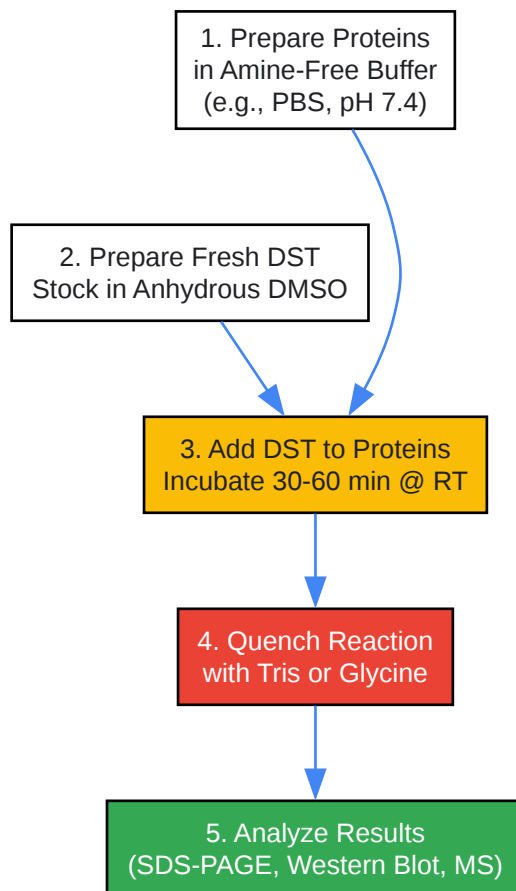 1. Prepare Proteins
in Amine-Free Buffer
(e.g., PBS, pH 7.4)
2. Prepare Fresh DST
Stock in Anhydrous DMSO
3. Add DST to Proteins
Incubate 30-60 min @ RT
4. Quench Reaction
with Tris or Glycine
5. Analyze Results
(SDS-PAGE, Western Blot, MS)